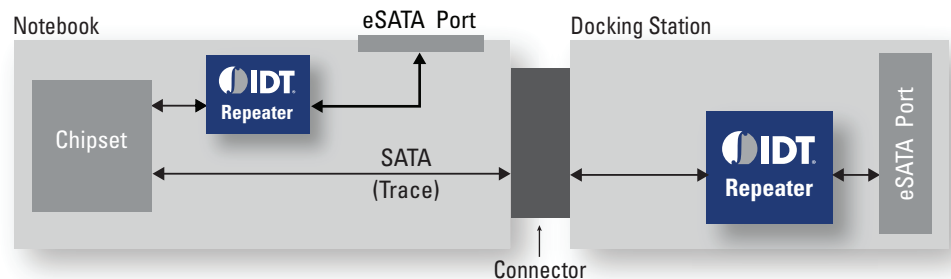 Notebook
eSATA Port
Docking Station
IDT.
Repeater
Chipset
SATA
(Trace)
IDT.
Repeater
eSATA Port
Connector